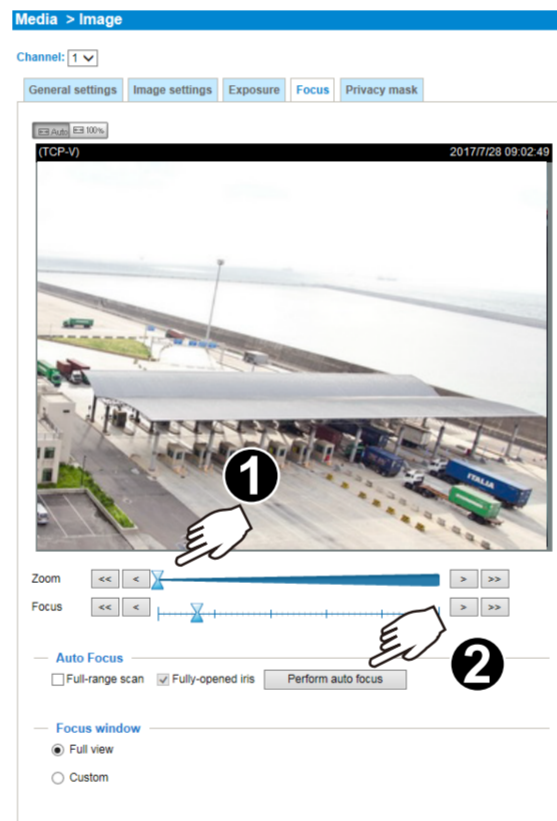 Media > Image
Channel: 1
General settings Image settings Exposure Focus Privacy mask
Auto 100%
(TCP-V) 2017/7/28 09:02:49
ITALIA
1
Zoom << < > >>
Focus << < > >>
2
Auto Focus
Full-range scan Fully-opened iris Perform auto focus
Focus window
Full view
Custom